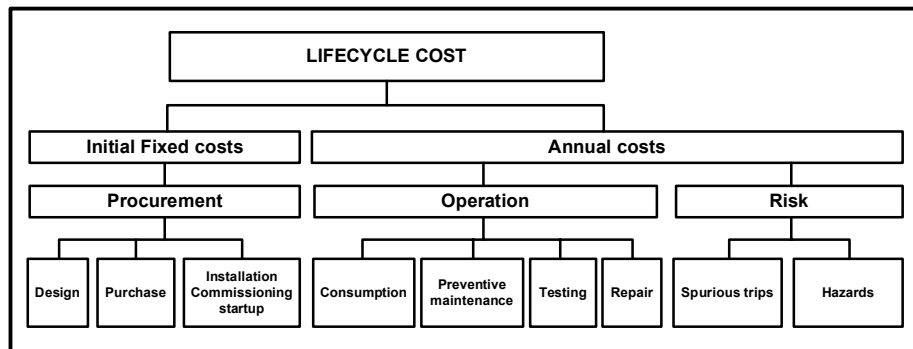 LIFECYCLE COST
Initial Fixed costs
Annual costs
Procurement
Operation
Risk
Design
Purchase
Installation
Commissioning
startup
Consumption
Preventive
maintenance
Testing
Repair
Spurious trips
Hazards